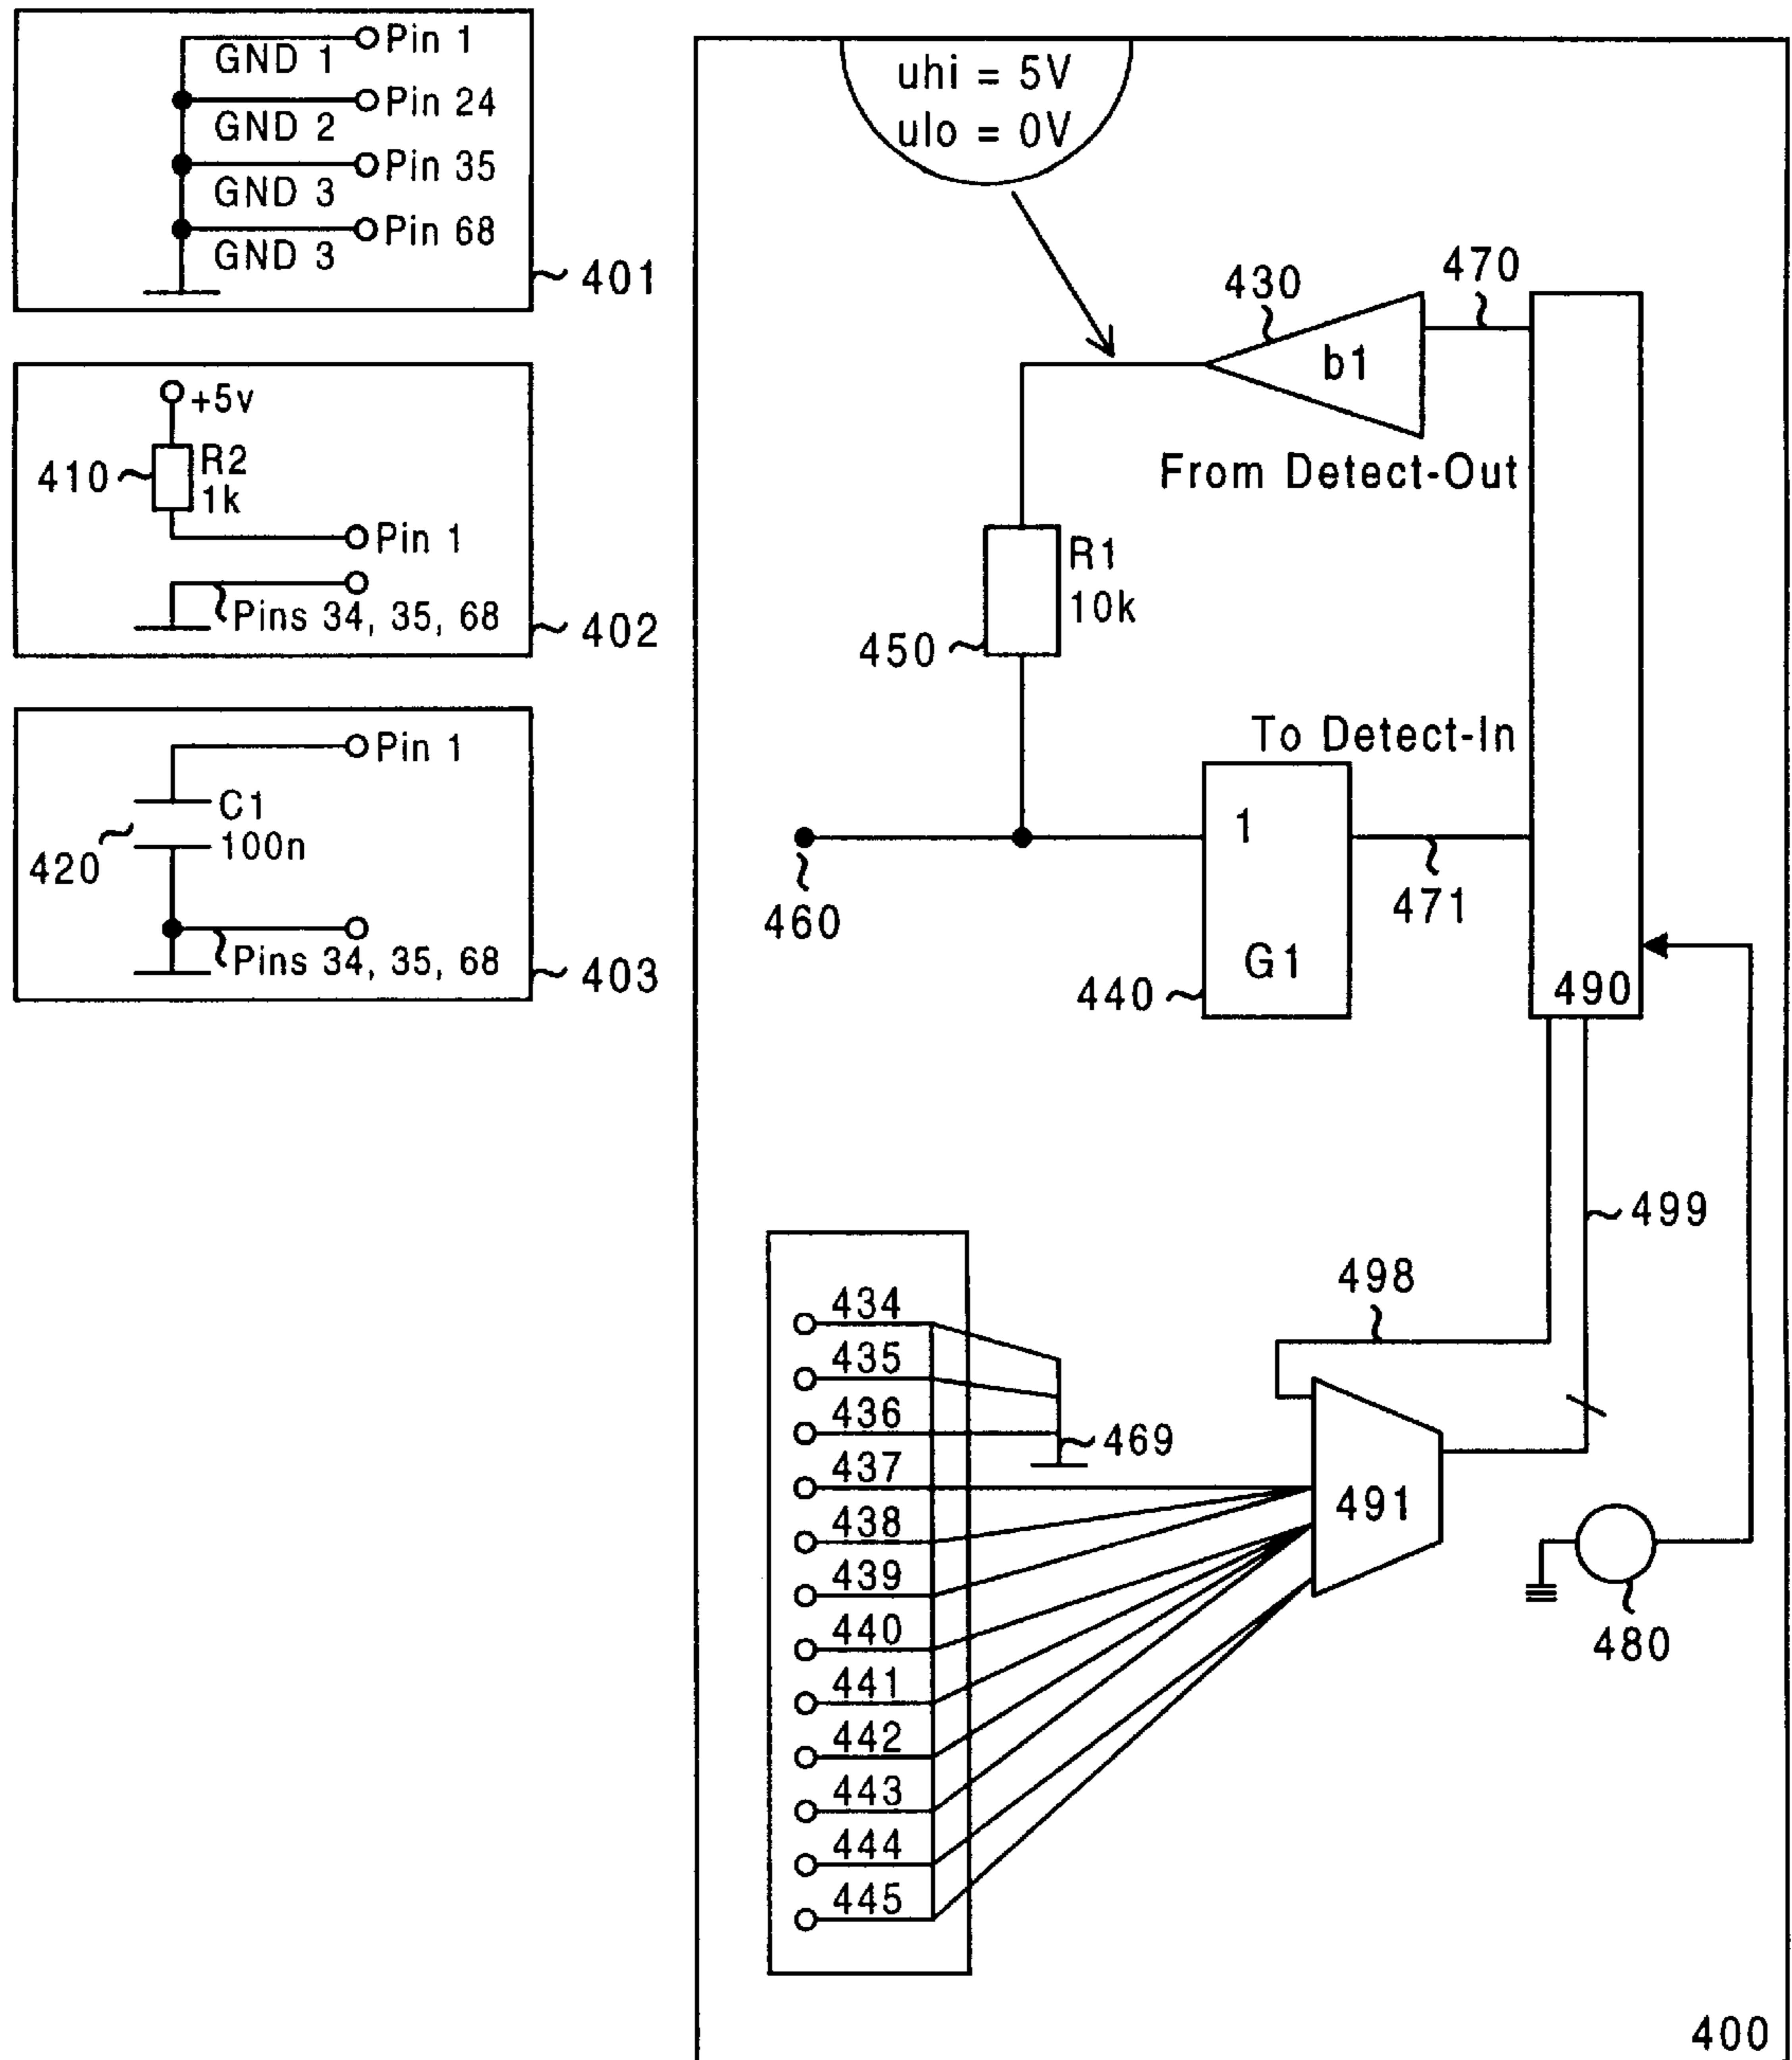 Pin 1
GND 1
Pin 24
GND 2
Pin 35
GND 3
Pin 68
GND 3
401
+5v
410
R2
1k
Pin 1
Pins 34, 35, 68
402
Pin 1
C1
100n
420
Pins 34, 35, 68
403
uhi = 5V
ulo = 0V
430
470
b1
From Detect-Out
R1
10k
450
To Detect-In
1
471
460
G1
440
490
499
498
434
435
436
469
437
491
438
439
440
480
441
442
443
444
445
400